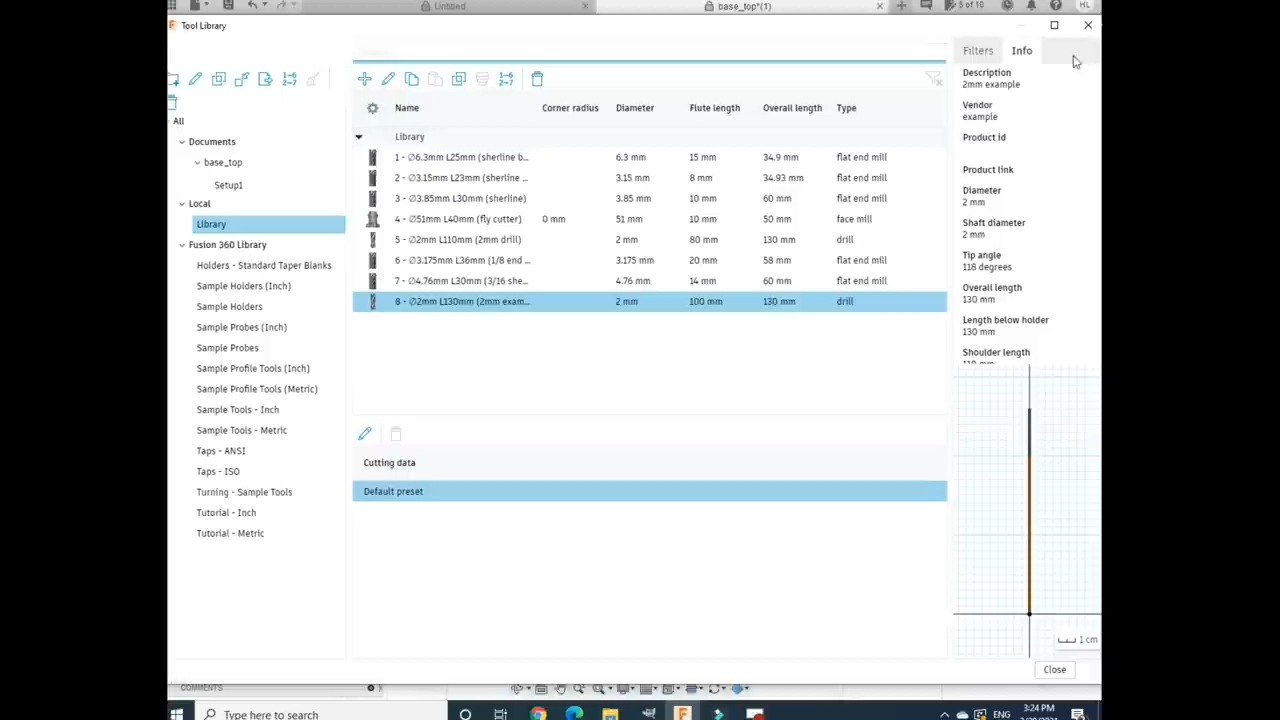 Untitled
base_top*(1)
5 of 10
HL
Tool Library
All
Documents
base_top
Setup1
Local
Library
Fusion 360 Library
Holders - Standard Taper Blanks
Sample Holders (Inch)
Sample Holders
Sample Probes (Inch)
Sample Probes
Sample Profile Tools (Inch)
Sample Profile Tools (Metric)
Sample Tools - Inch
Sample Tools - Metric
Taps - ANSI
Taps - ISO
Turning - Sample Tools
Tutorial - Inch
Tutorial - Metric
Name Corner radius Diameter Flute length Overall length Type
Library
1 - ∅6.3mm L25mm (sherline b... 6.3 mm 15 mm 34.9 mm flat end mill
2 - ∅3.15mm L23mm (sherline ... 3.15 mm 8 mm 34.93 mm flat end mill
3 - ∅3.85mm L30mm (sherline) 3.85 mm 10 mm 60 mm flat end mill
4 - ∅51mm L40mm (fly cutter) 0 mm 51 mm 10 mm 50 mm face mill
5 - ∅2mm L110mm (2mm drill) 2 mm 80 mm 130 mm drill
6 - ∅3.175mm L36mm (1/8 end ... 3.175 mm 20 mm 58 mm flat end mill
7 - ∅4.76mm L30mm (3/16 she... 4.76 mm 14 mm 60 mm flat end mill
8 - ∅2mm L130mm (2mm exam... 2 mm 100 mm 130 mm drill
Cutting data
Default preset
Filters Info
Description
2mm example
Vendor
example
Product id
Product link
Diameter
2 mm
Shaft diameter
2 mm
Tip angle
118 degrees
Overall length
130 mm
Length below holder
130 mm
Shoulder length
1 cm
Close
COMMENTS
Type here to search
ENG
3:24 PM